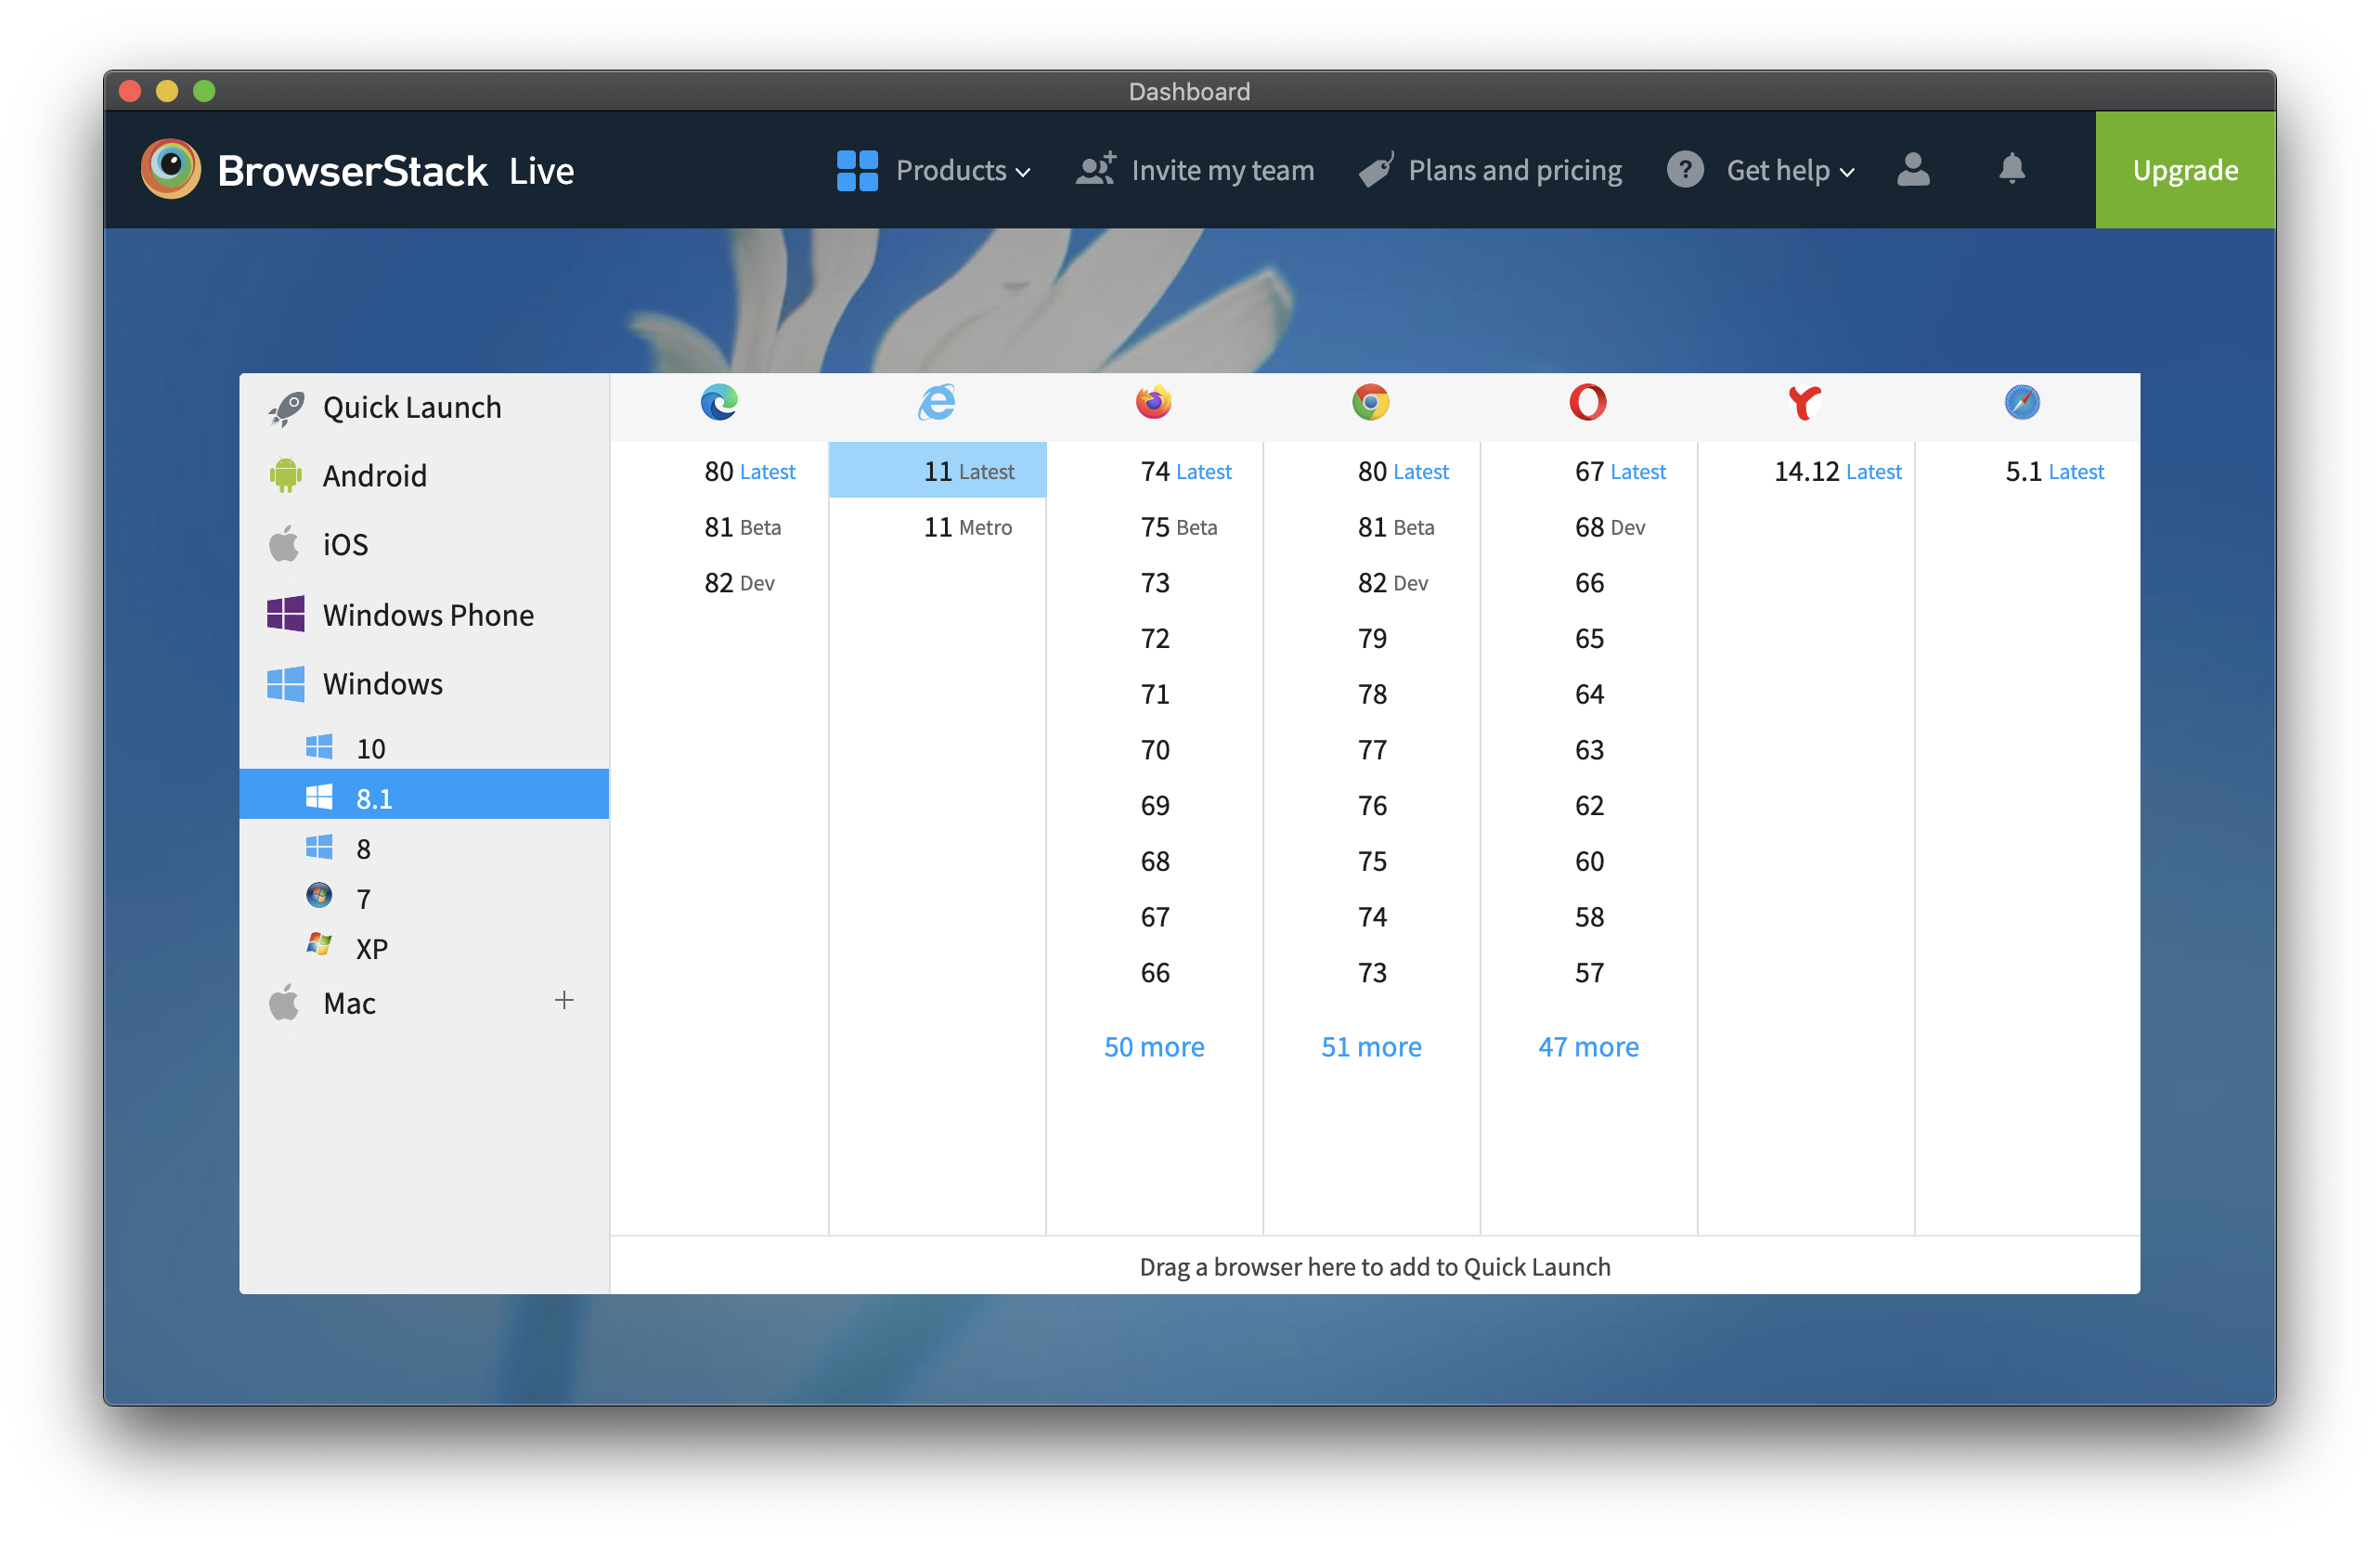 Dashboard
BrowserStack Live
Products
Invite my team
Plans and pricing
? Get help
Upgrade
Quick Launch
Android
iOS
Windows Phone
Windows
10
8.1
8
7
XP
Mac +
80 Latest
81 Beta
82 Dev
11 Latest
11 Metro
74 Latest
75 Beta
73
72
71
70
69
68
67
66
50 more
80 Latest
81 Beta
82 Dev
79
78
77
76
75
74
73
51 more
67 Latest
68 Dev
66
65
64
63
62
60
58
57
47 more
14.12 Latest
5.1 Latest
Drag a browser here to add to Quick Launch